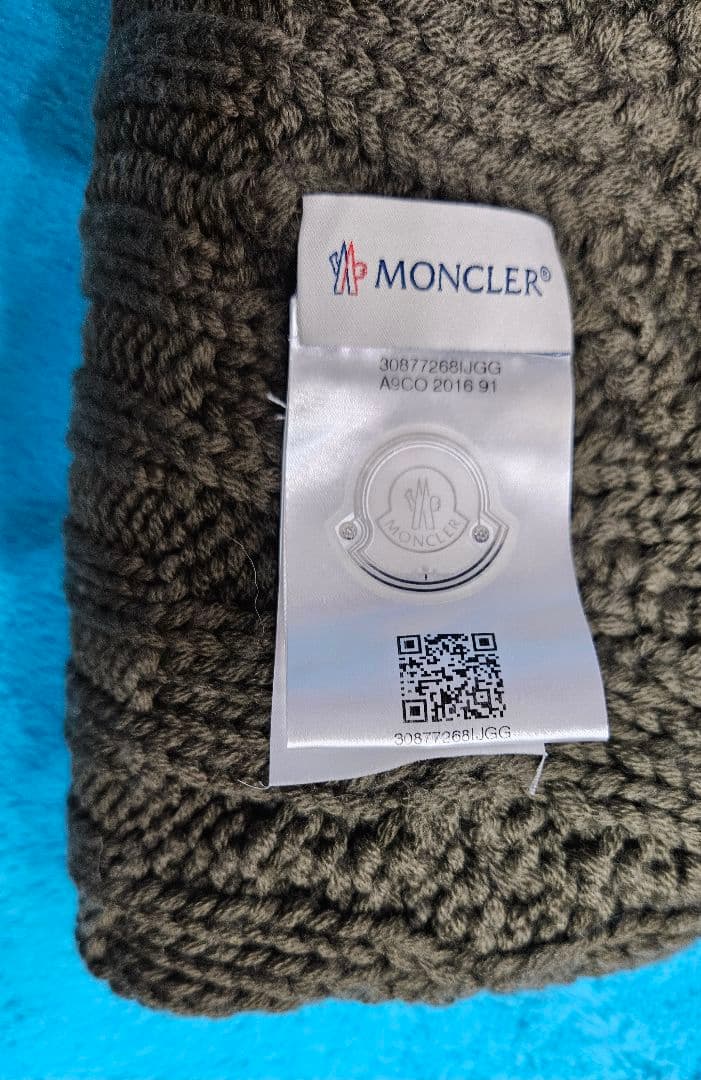 MONCLER®
30877268IJGG
A9CO 2016 91
MONCLER
30877268IJGG